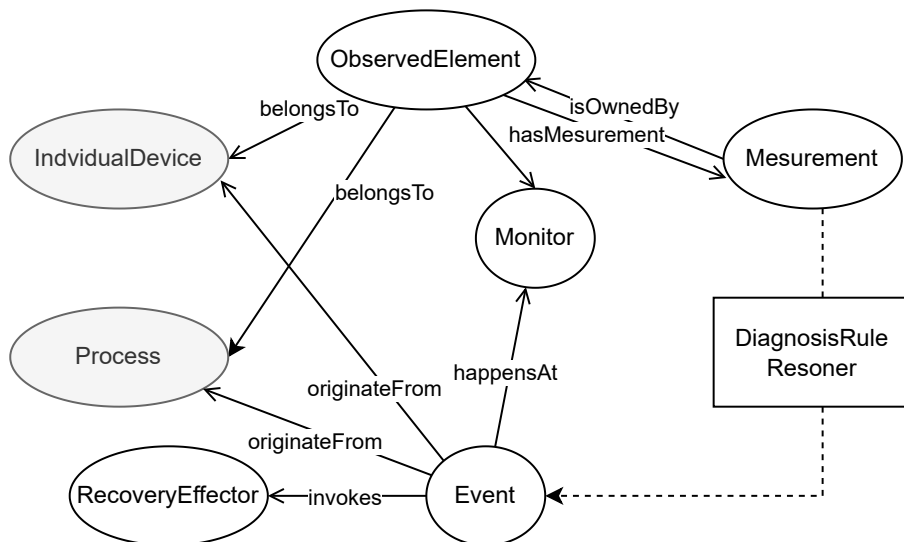 ObservedElement
belongsTo
isOwnedBy
hasMesurement
IndvidualDevice
Mesurement
belongsTo
Monitor
Process
DiagnosisRule
Resoner
happensAt
originateFrom
originateFrom
RecoveryEffector
invokes
Event